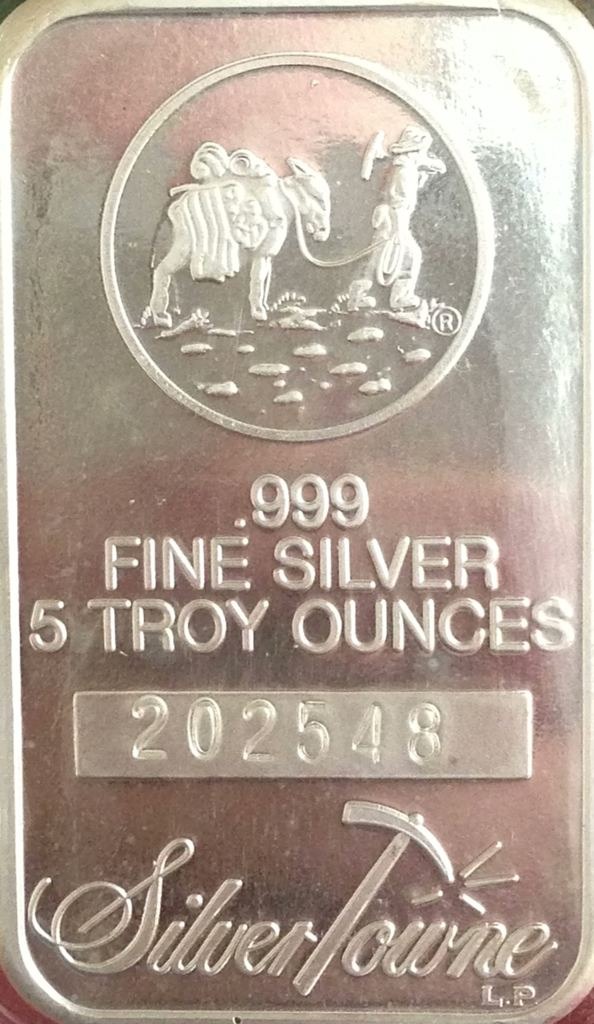 ®
.999
FINE SILVER
5 TROY OUNCES
202548
SilverTowne
L.P.